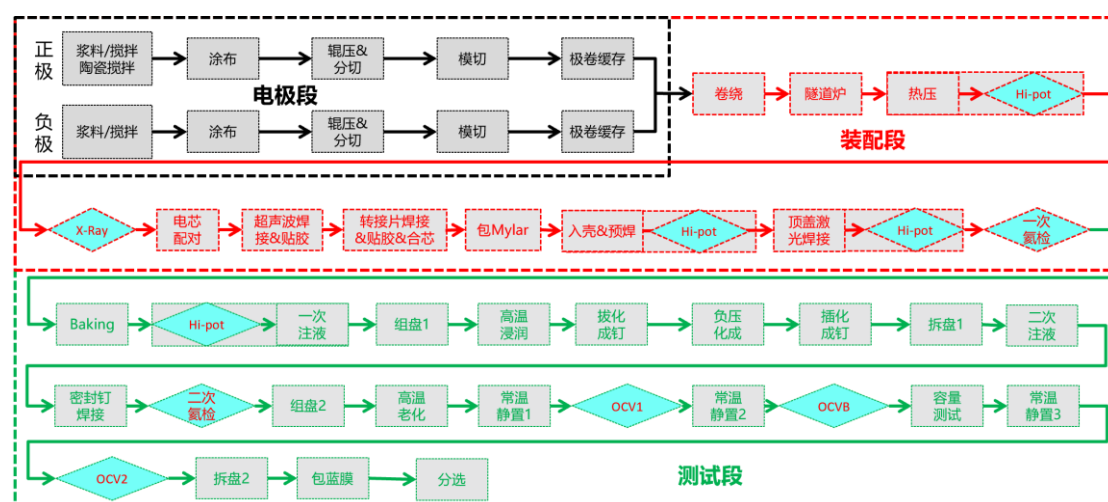 正
极
浆料/搅拌
陶瓷搅拌
涂布
辊压&
分切
模切
极卷缓存
电极段
负
极
浆料/搅拌
涂布
辊压&
分切
模切
极卷缓存
卷绕
隧道炉
热压
Hi-pot
装配段
X-Ray
电芯
配对
超声波焊
接&贴胶
转接片焊接
&贴胶&合芯
包Mylar
入壳&预焊
Hi-pot
顶盖激
光焊接
Hi-pot
一次
氦检
Baking
Hi-pot
一次
注液
组盘1
高温
浸润
拔化
成钉
负压
化成
插化
成钉
拆盘1
二次
注液
密封钉
焊接
二次
氦检
组盘2
高温
老化
常温
静置1
OCV1
常温
静置2
OCVB
容量
测试
常温
静置3
OCV2
拆盘2
包蓝膜
分选
测试段